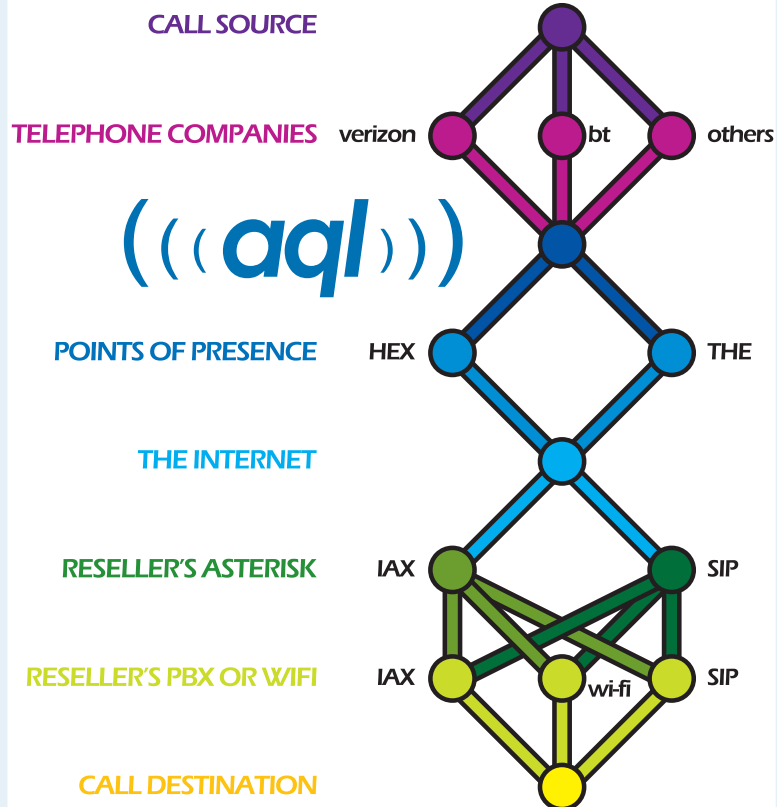 CALL SOURCE
TELEPHONE COMPANIES verizon bt others
(((aql)))
POINTS OF PRESENCE HEX THE
THE INTERNET
RESELLER'S ASTERISK IAX SIP
RESELLER'S PBX OR WIFI IAX wi-fi SIP
CALL DESTINATION